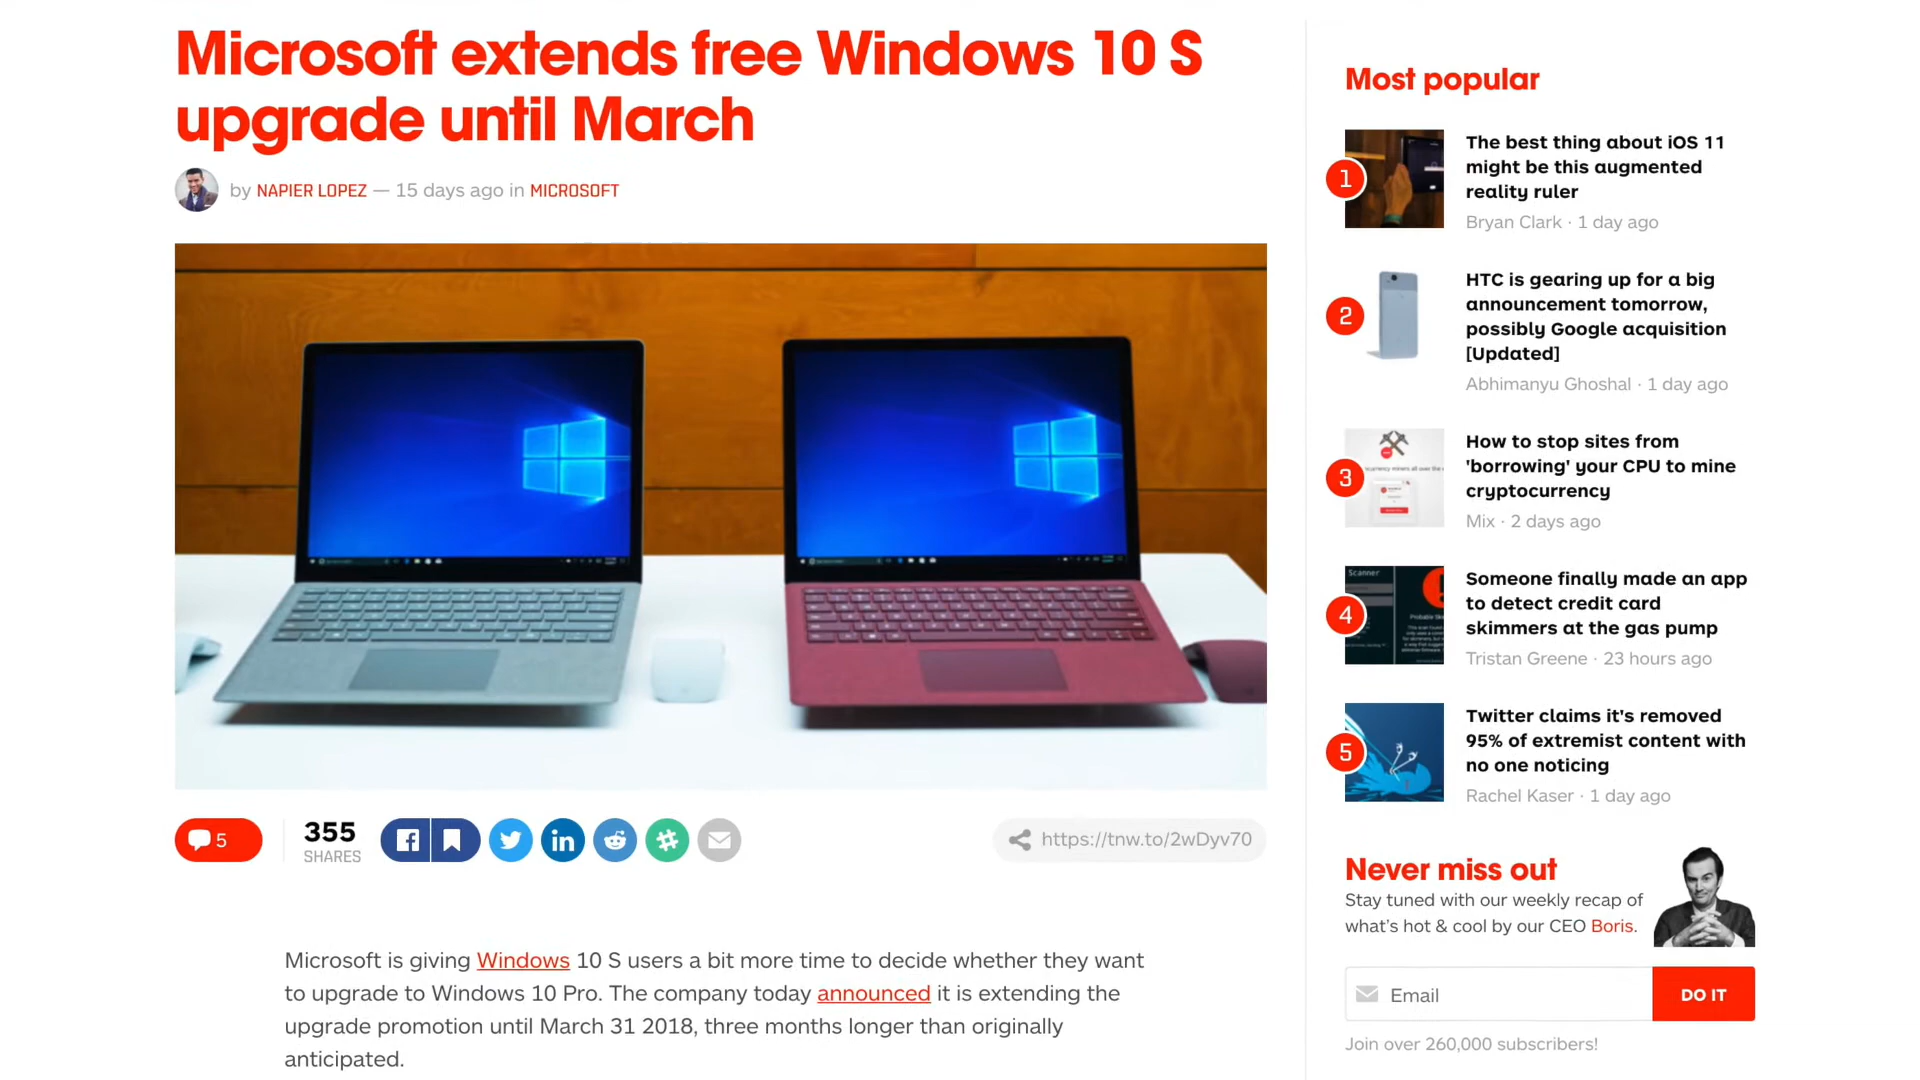 Microsoft extends free Windows 10 S
upgrade until March
by NAPIER LOPEZ — 15 days ago in MICROSOFT
5
355
SHARES
https://tnw.to/2wDyv70
Microsoft is giving Windows 10 S users a bit more time to decide whether they want
to upgrade to Windows 10 Pro. The company today announced it is extending the
upgrade promotion until March 31 2018, three months longer than originally
anticipated.
Most popular
1
The best thing about iOS 11
might be this augmented
reality ruler
Bryan Clark · 1 day ago
2
HTC is gearing up for a big
announcement tomorrow,
possibly Google acquisition
[Updated]
Abhimanyu Ghoshal · 1 day ago
3
How to stop sites from
'borrowing' your CPU to mine
cryptocurrency
Mix · 2 days ago
Scanner
4
Someone finally made an app
to detect credit card
skimmers at the gas pump
Tristan Greene · 23 hours ago
5
Twitter claims it's removed
95% of extremist content with
no one noticing
Rachel Kaser · 1 day ago
Never miss out
Stay tuned with our weekly recap of
what's hot & cool by our CEO Boris.
Email
DO IT
Join over 260,000 subscribers!